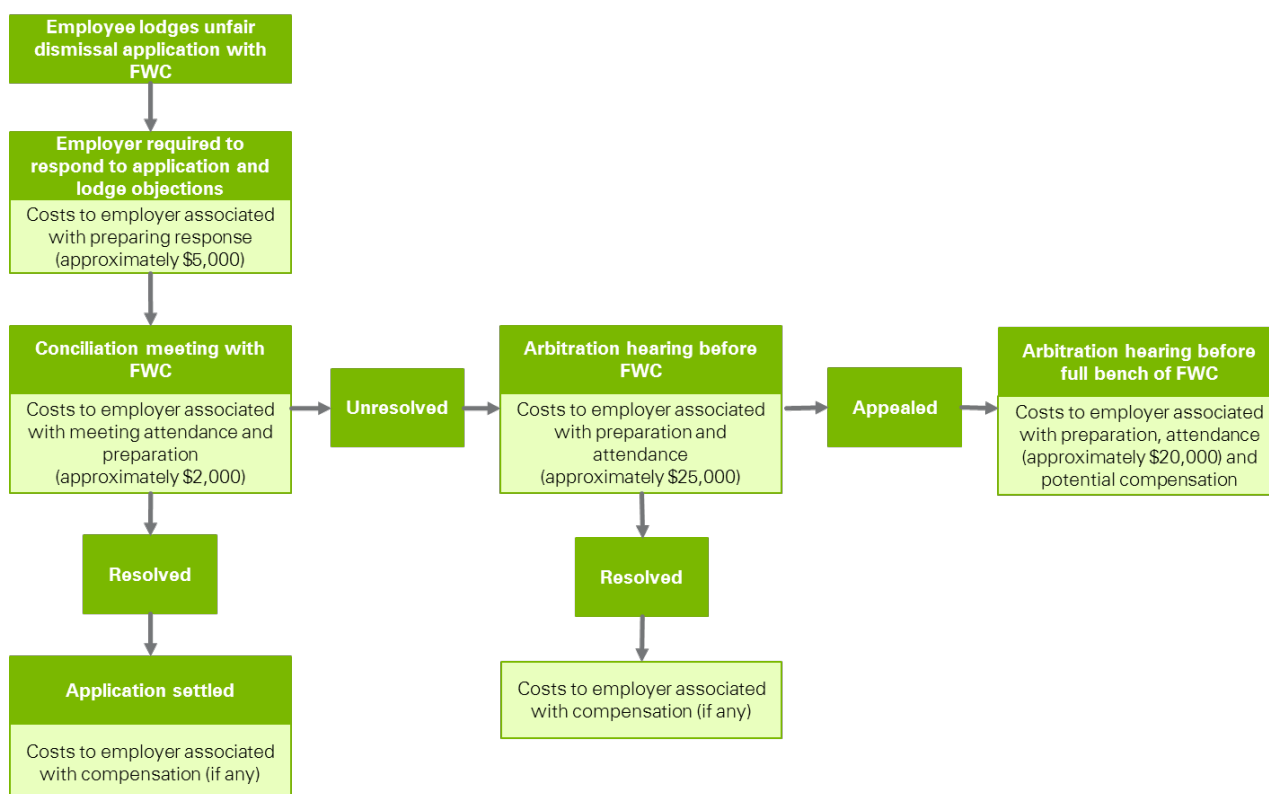 Employee lodges unfair
dismissal application with
FWC
Employer required to
respond to application and
lodge objections
Costs to employer associated
with preparing response
(approximately $5,000)
Conciliation meeting with
FWC
Costs to employer associated
with meeting attendance and
preparation
(approximately $2,000)
Unresolved
Arbitration hearing before
FWC
Costs to employer associated
with preparation and
attendance
(approximately $25,000)
Appealed
Arbitration hearing before
full bench of FWC
Costs to employer associated
with preparation, attendance
(approximately $20,000) and
potential compensation
Resolved
Application settled
Costs to employer associated
with compensation (if any)
Resolved
Costs to employer associated
with compensation (if any)